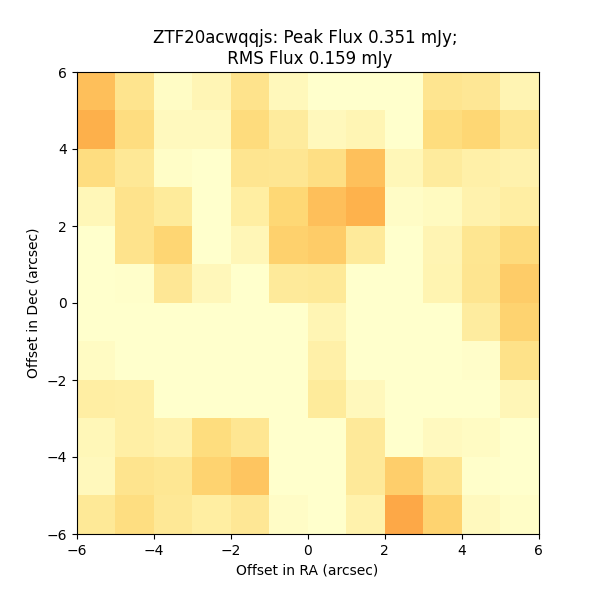 ZTF20acwqqjs: Peak Flux 0.351 mJy;
RMS Flux 0.159 mJy
6
4
2
0
−2
−4
−6
Offset in Dec (arcsec)
−6 −4 −2 0 2 4 6
Offset in RA (arcsec)